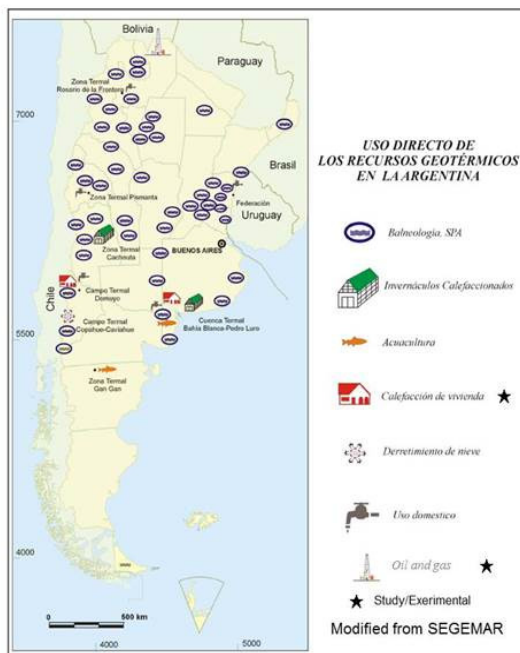 Bolivia
Paraguay
Zona Termal
Rosario de la Frontera
7000
Brasil
Zona Termal Pismanta
Federación
Uruguay
Zona Termal
Cacheuta
BUENOS AIRES
Chile
Campo Termal
Domuyo
Campo Termal
Copahue-Caviahue
Cuenca Termal
Bahía Blanca-Pedro Luro
5500
Zona Termal
Gan Gan
4000
0
500 km
4000
5000
USO DIRECTO DE
LOS RECURSOS GEOTÉRMICOS
EN LA ARGENTINA
Balneología, SPA
Invernáculos Calefaccionados
Acuacultura
Calefacción de vivienda
Derretimiento de nieve
Uso domestico
Oil and gas
Study/Exerimental
Modified from SEGEMAR